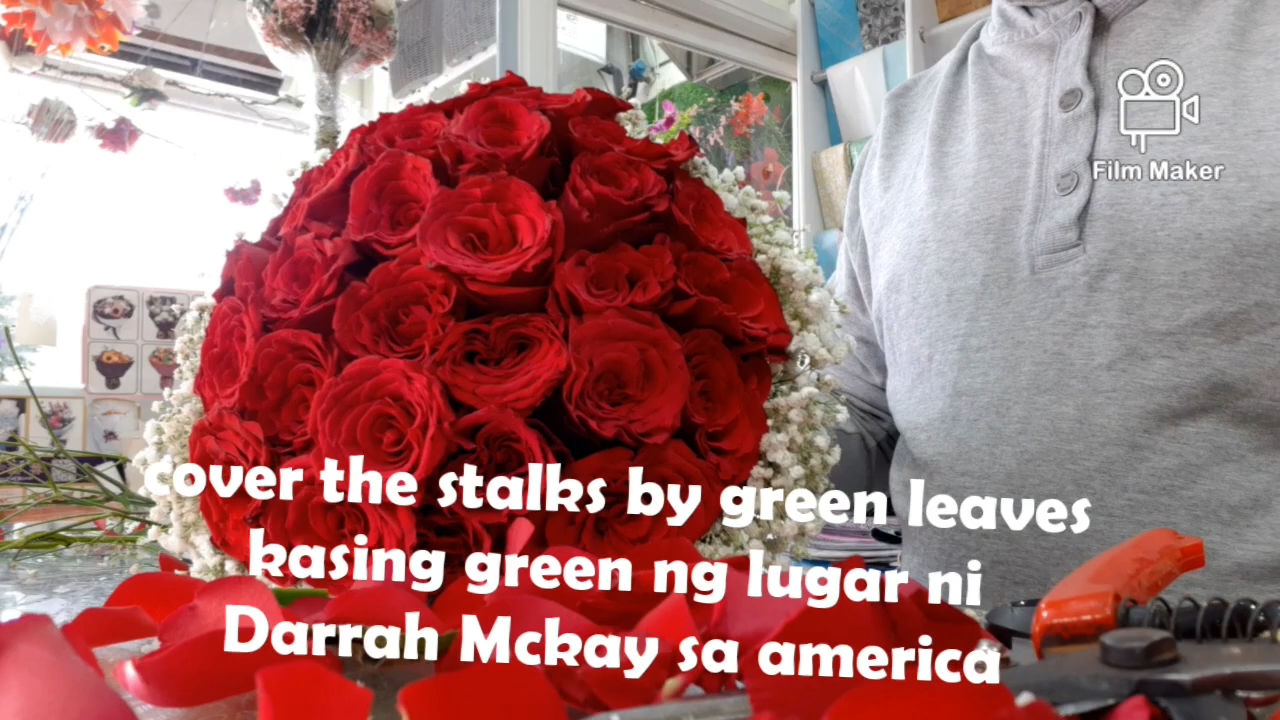 Film Maker
cover the stalks by green leaves
kasing green ng lugar ni
Darrah Mckay sa america